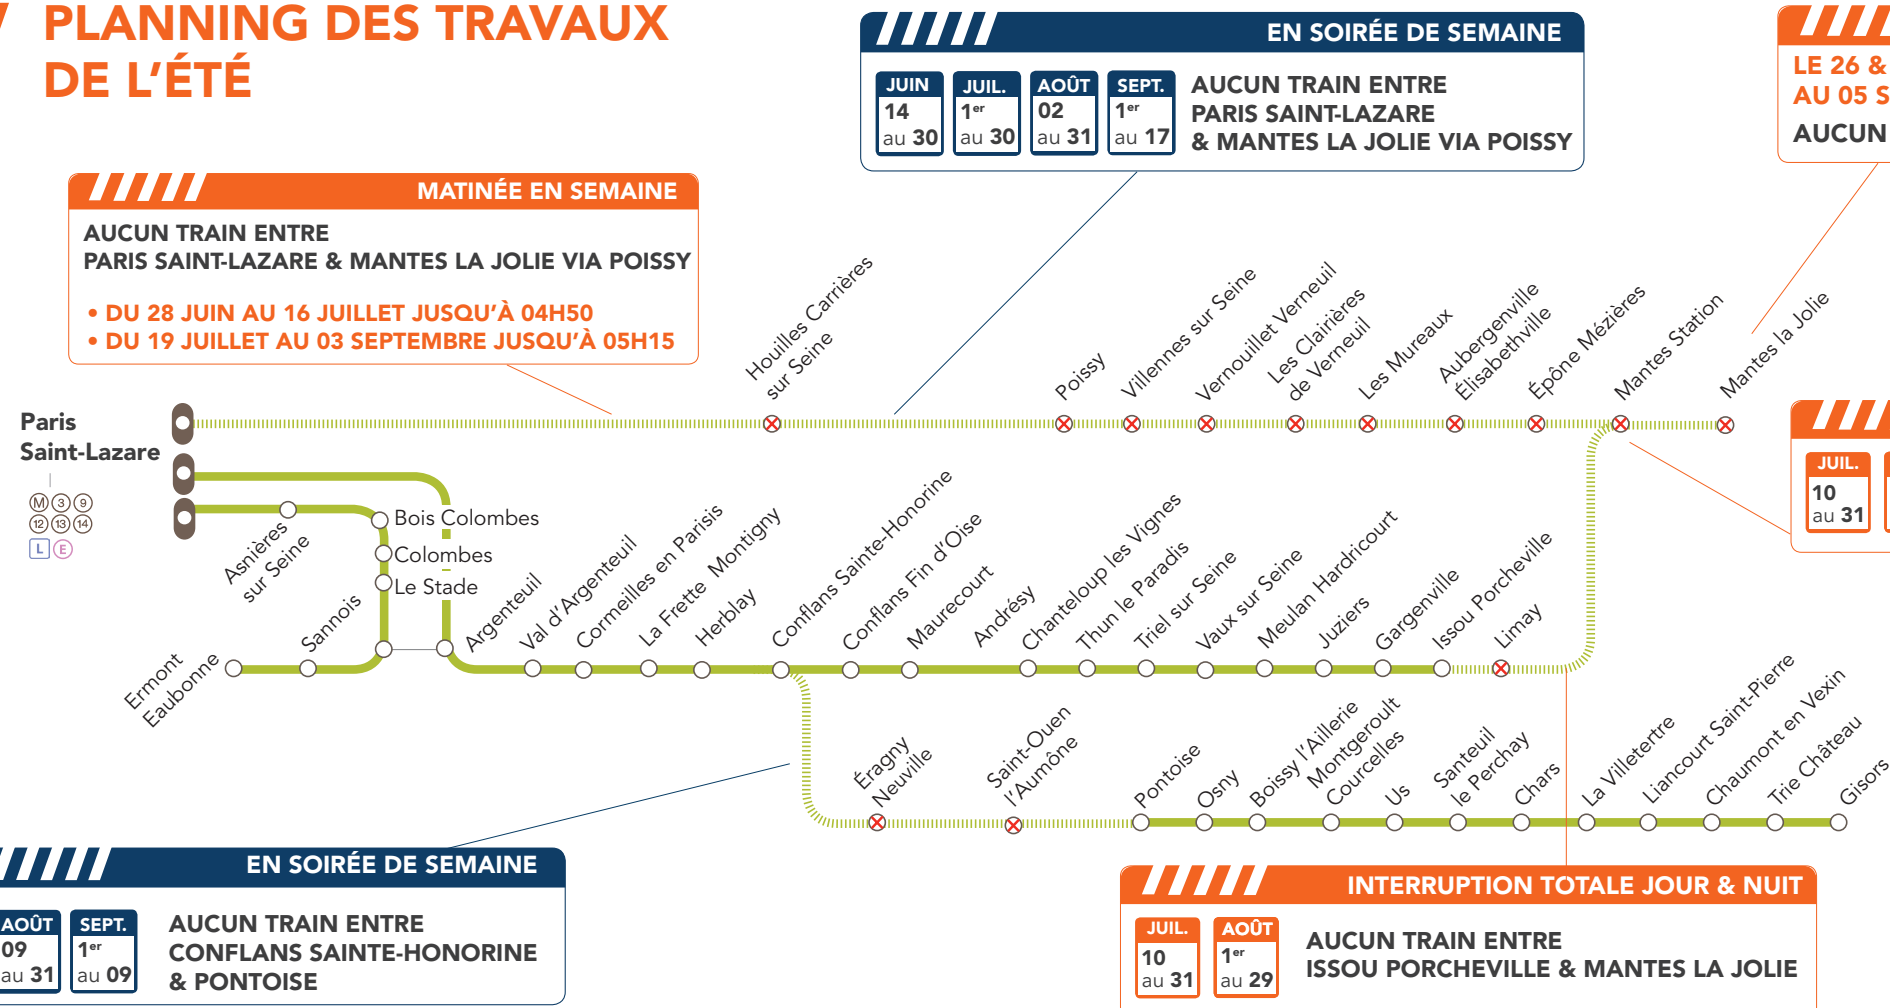 PLANNING DES TRAVAUX
DE L'ÉTÉ
EN SOIRÉE DE SEMAINE
JUIN
14
au 30
JUIL.
1er
au 30
AOÛT
02
au 31
SEPT.
1er
au 17
AUCUN TRAIN ENTRE
PARIS SAINT-LAZARE
& MANTES LA JOLIE VIA POISSY
LE 26 &
AU 05 S
AUCUN
MATINÉE EN SEMAINE
AUCUN TRAIN ENTRE
PARIS SAINT-LAZARE & MANTES LA JOLIE VIA POISSY
• DU 28 JUIN AU 16 JUILLET JUSQU'À 04H50
• DU 19 JUILLET AU 03 SEPTEMBRE JUSQU'À 05H15
Houilles Carrières
sur Seine
Poissy
Villennes sur Seine
Vernouillet Verneuil
Les Clairières
de Verneuil
Les Mureaux
Aubergenville
Élisabethville
Épône Mézières
Mantes Station
Mantes la Jolie
Paris
Saint-Lazare
M 3 9
12 13 14
L E
JUIL.
10
au 31
Asnières
sur Seine
Bois Colombes
Colombes
Le Stade
Sannois
Ermont
Eaubonne
Argenteuil
Val d'Argenteuil
Cormeilles en Parisis
La Frette Montigny
Herblay
Conflans Sainte-Honorine
Conflans Fin d'Oise
Maurecourt
Andrésy
Chanteloup les Vignes
Thun le Paradis
Triel sur Seine
Vaux sur Seine
Meulan Hardricourt
Juziers
Gargenville
Issou Porcheville
Limay
Éragny
Neuville
Saint-Ouen
l'Aumône
Pontoise
Osny
Boissy l'Aillerie
Montgeroult
Courcelles
Us
Santeuil
le Perchay
Chars
La Villetertre
Liancourt Saint-Pierre
Chaumont en Vexin
Trie Château
Gisors
EN SOIRÉE DE SEMAINE
AOÛT
09
au 31
SEPT.
1er
au 09
AUCUN TRAIN ENTRE
CONFLANS SAINTE-HONORINE
& PONTOISE
INTERRUPTION TOTALE JOUR & NUIT
JUIL.
10
au 31
AOÛT
1er
au 29
AUCUN TRAIN ENTRE
ISSOU PORCHEVILLE & MANTES LA JOLIE